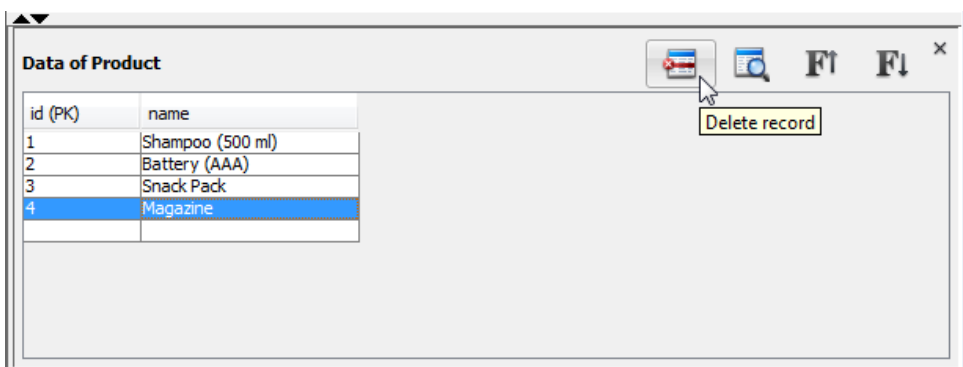 Data of Product
F↑ F↓ ×
Delete record
id (PK) name
1 Shampoo (500 ml)
2 Battery (AAA)
3 Snack Pack
4 Magazine